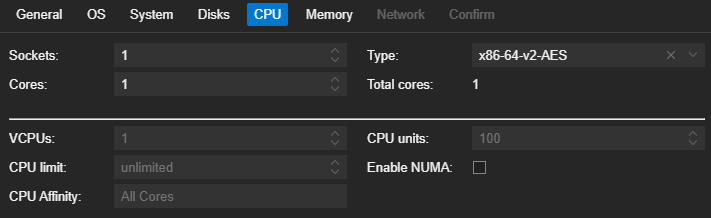 General OS System Disks CPU Memory Network Confirm
Sockets: 1 Type: x86-64-v2-AES
Cores: 1 Total cores: 1
VCPUs: 1 CPU units: 100
CPU limit: unlimited Enable NUMA:
CPU Affinity: All Cores